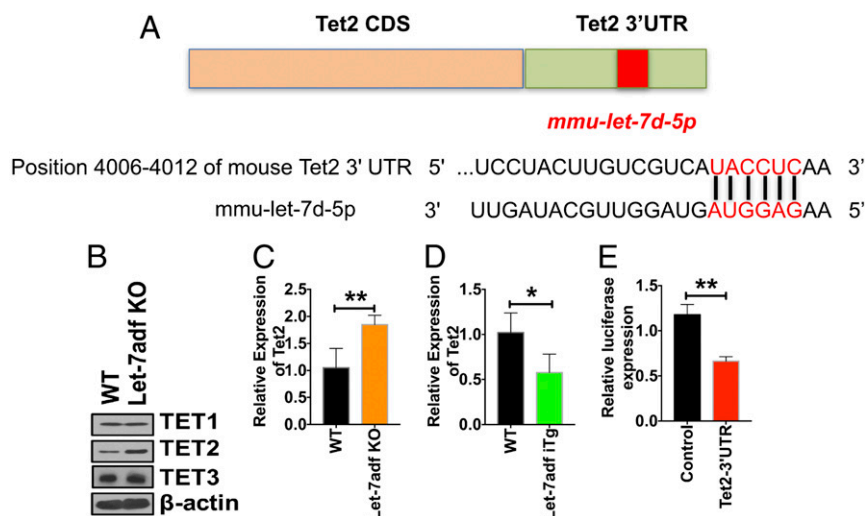 A
Tet2 CDS Tet2 3'UTR
mmu-let-7d-5p
Position 4006-4012 of mouse Tet2 3' UTR 5' ...UCCUACUUGUCGUCAUACCUCAA 3'
mmu-let-7d-5p 3' UUGAUACGUUGGAUGAUGGAGAA 5'
B
WT
Let-7adf KO
TET1
TET2
TET3
β-actin
C
Relative Expression
of Tet2
2.5
2.0
1.5
1.0
0.5
0.0
**
WT
Let-7adf KO
D
Relative Expression
of Tet2
1.5
1.0
0.5
0.0
*
WT
Let-7adf iTg
E
Relative luciferase
expression
1.5
1.0
0.5
0.0
**
Control
Tet2-3'UTR